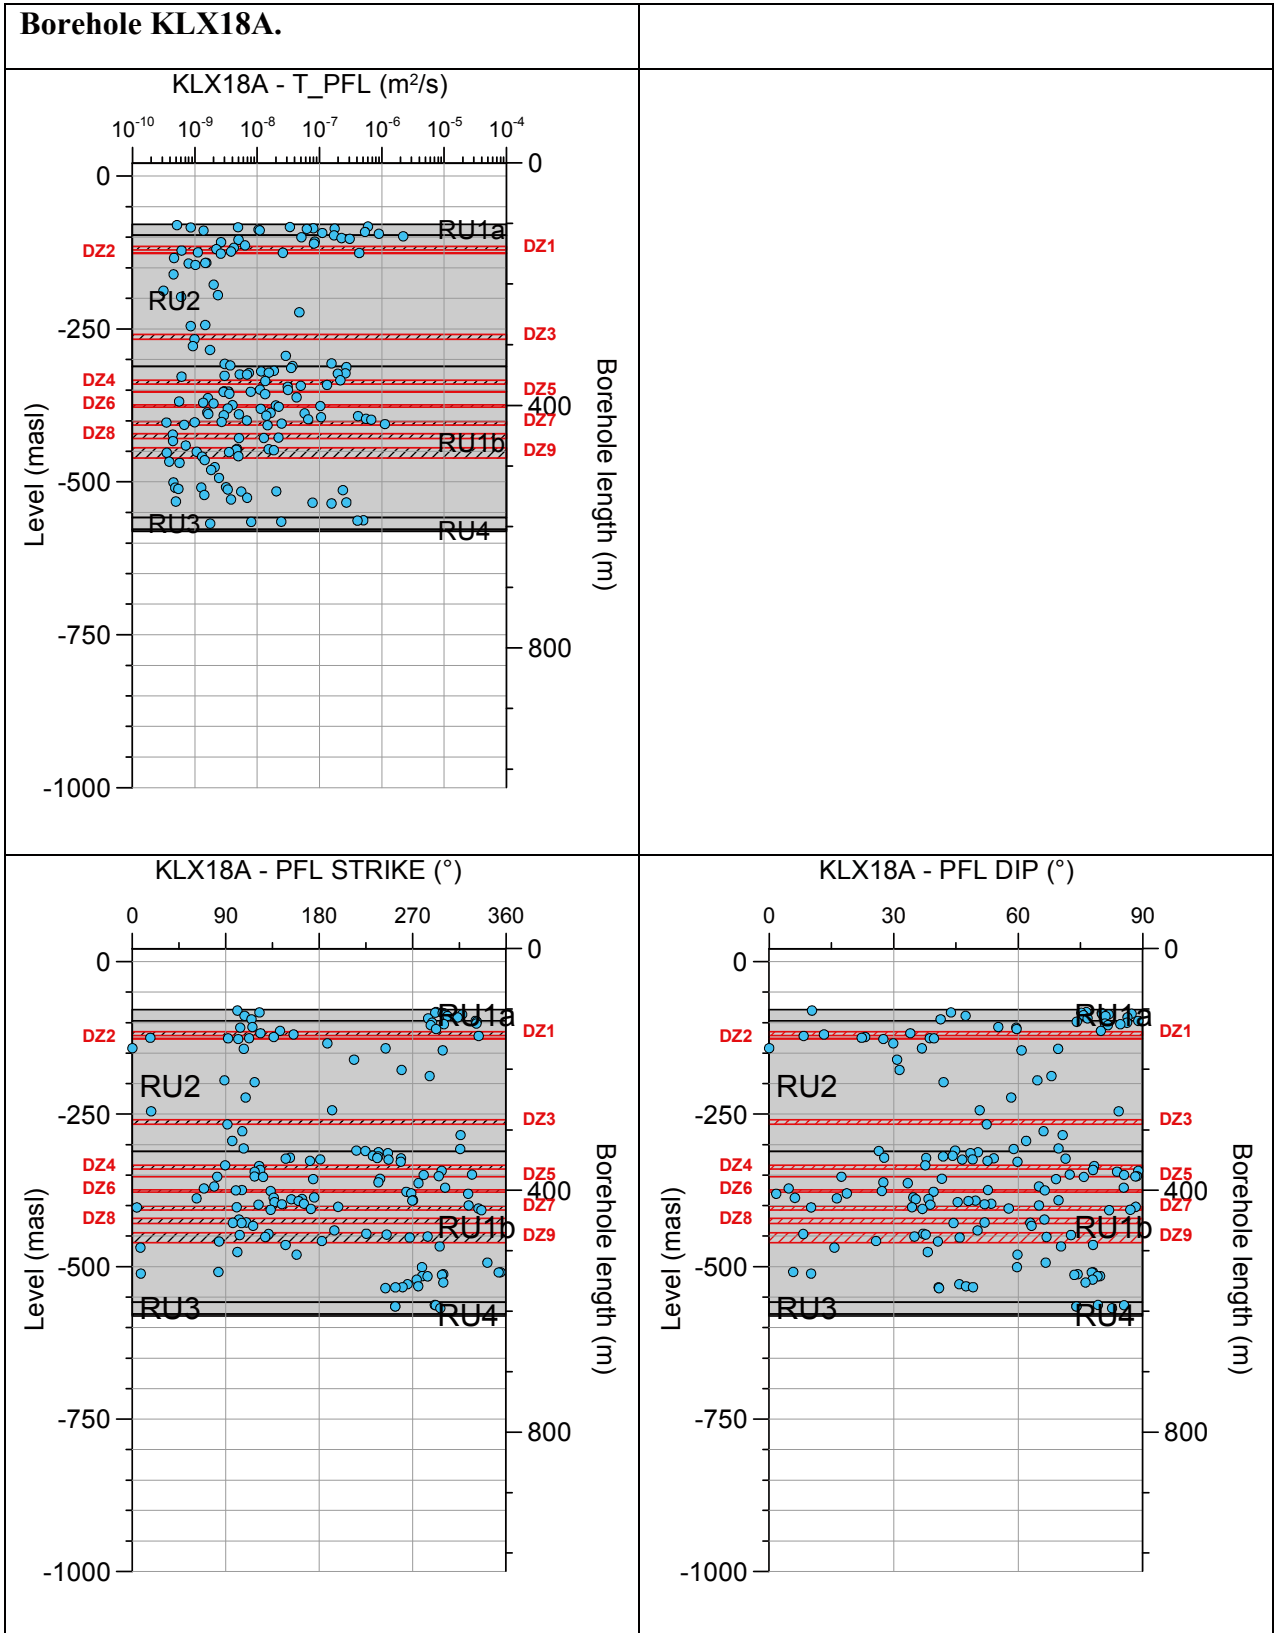 Borehole KLX18A.
KLX18A - T_PFL (m²/s)
10⁻¹⁰ 10⁻⁹ 10⁻⁸ 10⁻⁷ 10⁻⁶ 10⁻⁵ 10⁻⁴
0
0
RU1a
DZ1
DZ2
RU2
-250
DZ3
DZ4
DZ5
DZ6
400
DZ7
DZ8
RU1b
DZ9
-500
RU3
RU4
-750
800
-1000
Level (masl)
Borehole length (m)
KLX18A - PFL STRIKE (°)
0 90 180 270 360
0
0
RU1a
DZ1
DZ2
RU2
-250
DZ3
DZ4
DZ5
DZ6
400
DZ7
DZ8
RU1b
DZ9
-500
RU3
RU4
-750
800
-1000
Level (masl)
Borehole length (m)
KLX18A - PFL DIP (°)
0 30 60 90
0
0
RU1a
DZ1
DZ2
RU2
-250
DZ3
DZ4
DZ5
DZ6
400
DZ7
DZ8
RU1b
DZ9
-500
RU3
RU4
-750
800
-1000
Level (masl)
Borehole length (m)